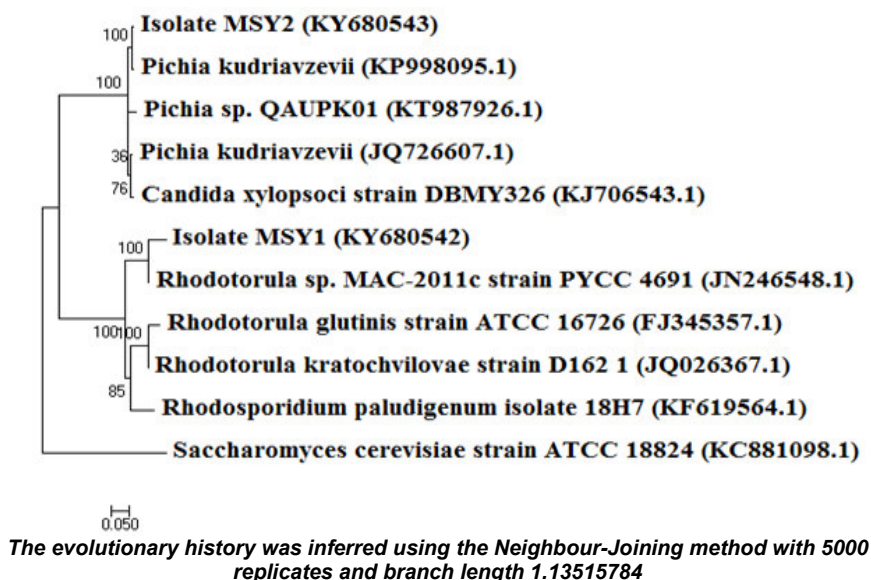 100
Isolate MSY2 (KY680543)
Pichia kudriavzevii (KP998095.1)
100
Pichia sp. QAUPK01 (KT987926.1)
36
Pichia kudriavzevii (JQ726607.1)
76
Candida xylopsoci strain DBMY326 (KJ706543.1)
Isolate MSY1 (KY680542)
100
Rhodotorula sp. MAC-2011c strain PYCC 4691 (JN246548.1)
Rhodotorula glutinis strain ATCC 16726 (FJ345357.1)
100
100
Rhodotorula kratochvilovae strain D162 1 (JQ026367.1)
85
Rhodosporidium paludigenum isolate 18H7 (KF619564.1)
Saccharomyces cerevisiae strain ATCC 18824 (KC881098.1)
0.050
The evolutionary history was inferred using the Neighbour-Joining method with 5000
replicates and branch length 1.13515784